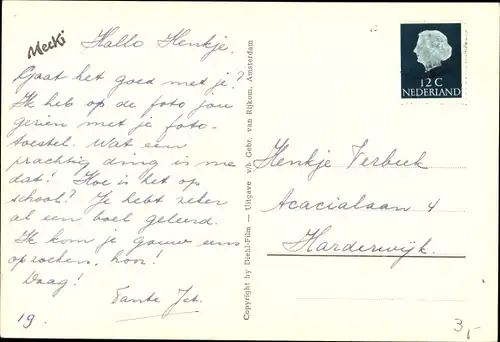 Mecki
Hallo Henkje.
Gaat het goed met je?
Ik heb op de foto jou
gezien met je foto-
toestel. Wat een
prachtig ding is me
dat! Hoe is het op
school? Je hebt zeker
al een boel geleerd.
Ik kom je gauw eens
opzoeken, hoor!
Daag!
Tante Jet.
19.
Copyright by Diehl-Film — Uitgave v/h Gebr. van Rijkom, Amsterdam
12 C
NEDERLAND
Henkje Verbeek
Acacialaan 4
Harderwijk.
3,-